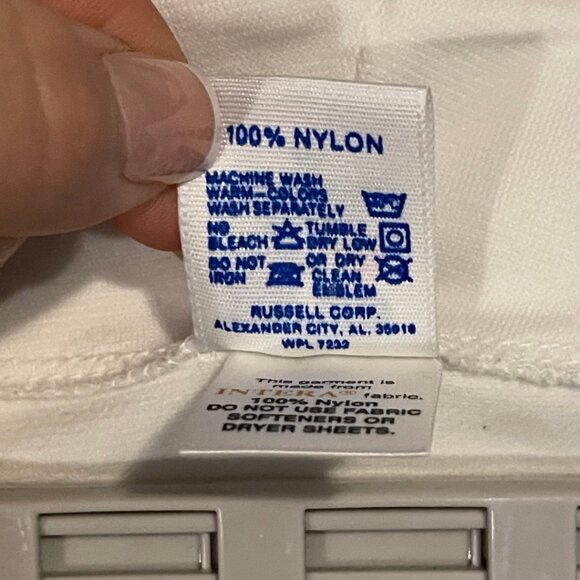 100% NYLON
MACHINE WASH
WARM-COLORS
WASH SEPARATELY
NO TUMBLE
BLEACH DRY LOW
DO NOT OR DRY
IRON CLEAN
EMBLEM
RUSSELL CORP.
ALEXANDER CITY, AL. 35010
WPL 7233
This garment is
made from
INTERA® fabric.
100% Nylon
DO NOT USE FABRIC
SOFTENERS OR
DRYER SHEETS.